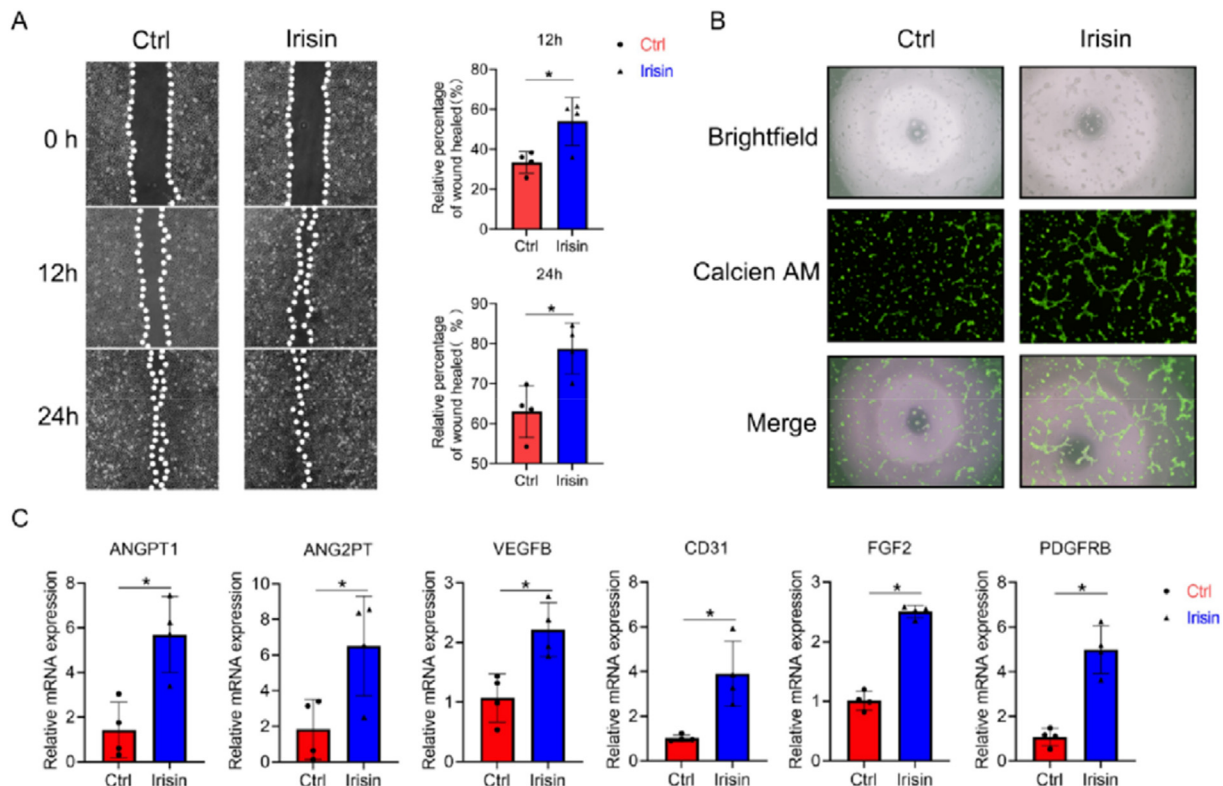 A
Ctrl
Irisin
0 h
12h
24h
12h
Relative percentage
of wound healed(%)
80
60
40
20
0
*
Ctrl
Irisin
Ctrl
Irisin
24h
Relative percentage
of wound healed( %)
90
80
70
60
50
*
Ctrl
Irisin
B
Ctrl
Irisin
Brightfield
Calcien AM
Merge
C
ANGPT1
Relative mRNA expression
8
6
4
2
0
*
Ctrl
Irisin
ANG2PT
Relative mRNA expression
10
8
6
4
2
0
*
Ctrl
Irisin
VEGFB
Relative mRNA expression
3
2
1
0
*
Ctrl
Irisin
CD31
Relative mRNA expression
8
6
4
2
0
*
Ctrl
Irisin
FGF2
Relative mRNA expression
3
2
1
0
*
Ctrl
Irisin
PDGFRB
Relative mRNA expression
8
6
4
2
0
*
Ctrl
Irisin
Ctrl
Irisin